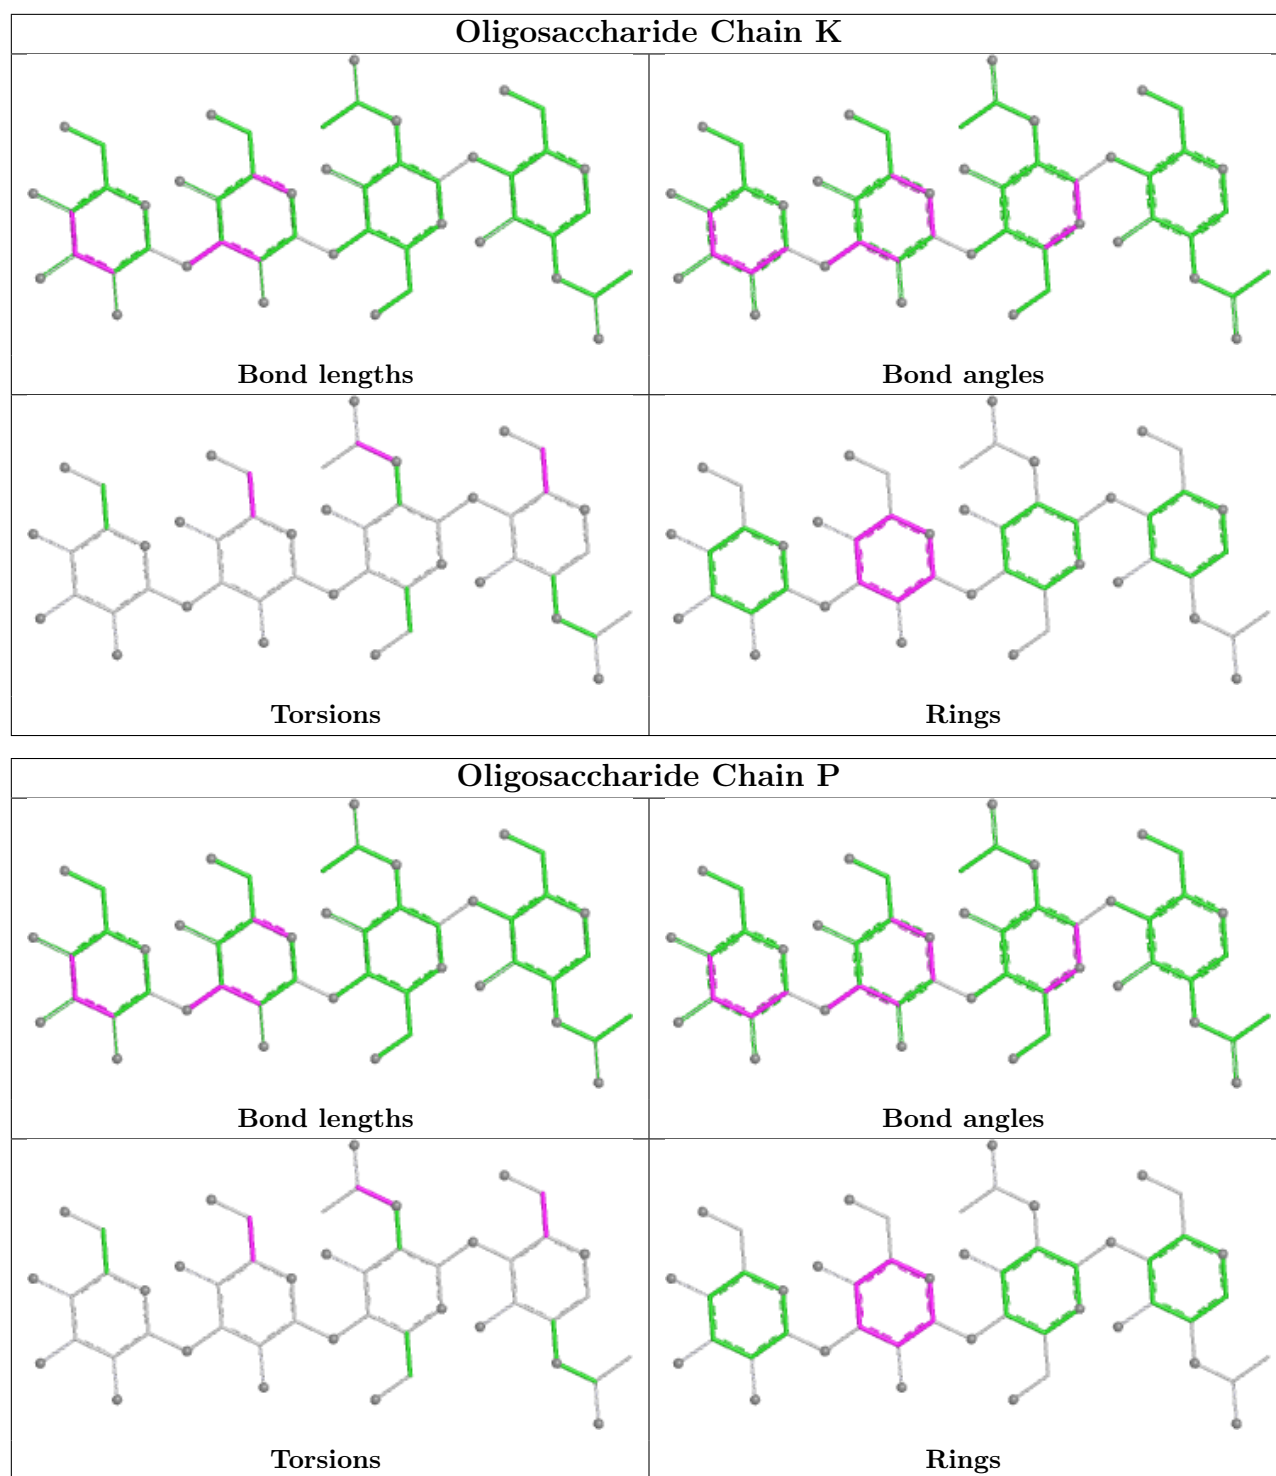 Oligosaccharide Chain K
Bond lengths
Bond angles
Torsions
Rings
Oligosaccharide Chain P
Bond lengths
Bond angles
Torsions
Rings